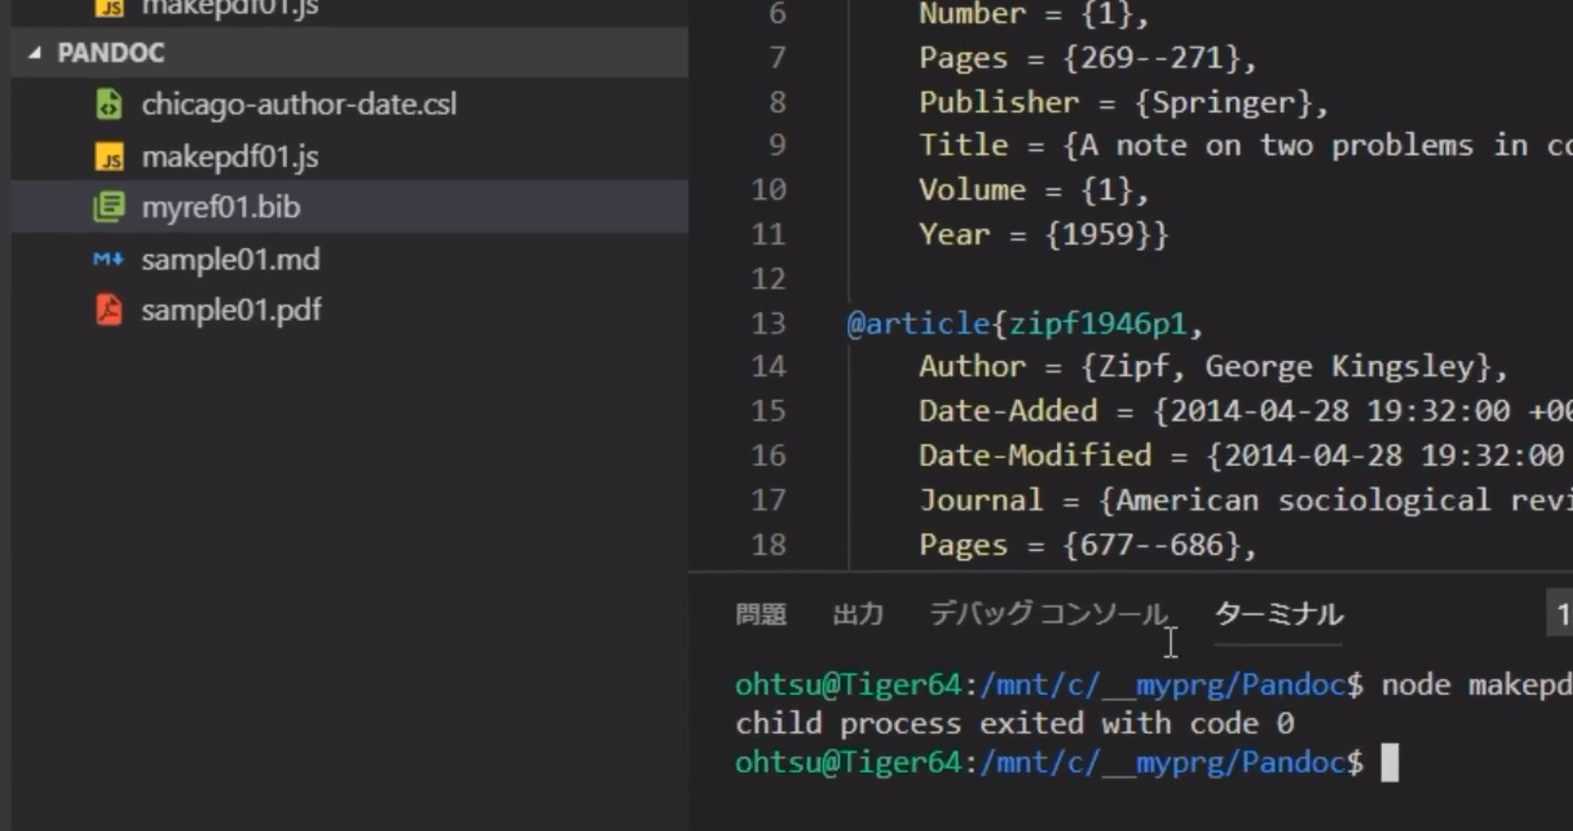 makepdf01.js
PANDOC
chicago-author-date.csl
JS makepdf01.js
myref01.bib
M↓ sample01.md
sample01.pdf
6 Number = {1},
7 Pages = {269--271},
8 Publisher = {Springer},
9 Title = {A note on two problems in co
10 Volume = {1},
11 Year = {1959}}
12
13 @article{zipf1946p1,
14 Author = {Zipf, George Kingsley},
15 Date-Added = {2014-04-28 19:32:00 +00
16 Date-Modified = {2014-04-28 19:32:00
17 Journal = {American sociological revi
18 Pages = {677--686},
問題 出力 デバッグ コンソール ターミナル 1
ohtsu@Tiger64:/mnt/c/__myprg/Pandoc$ node makepd
child process exited with code 0
ohtsu@Tiger64:/mnt/c/__myprg/Pandoc$